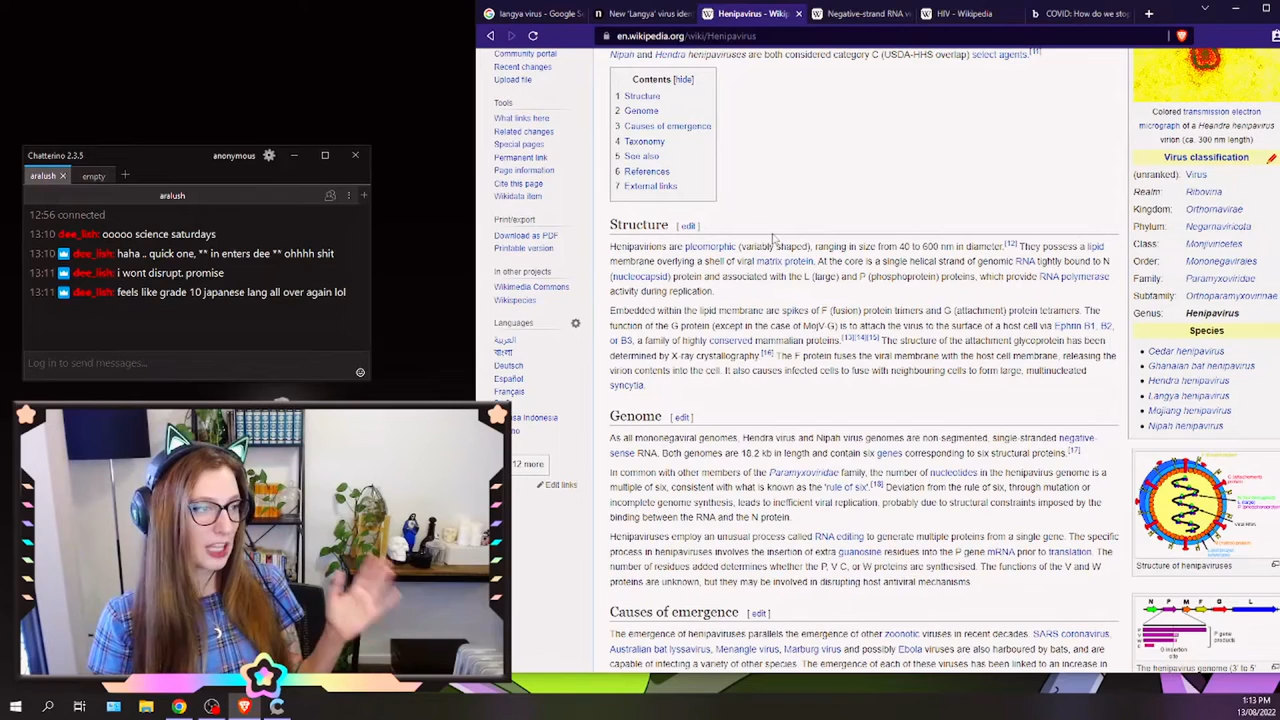 langya virus - Google S
New 'Langya' virus ide
Henipavirus - Wiki
Negative-strand RNA v
HIV - Wikipedia
COVID: How do we sto
en.wikipedia.org/wiki/Henipavirus
Chatterino 2.3.5
anonymous
aralush
empty
aralush
12:56 connected
13:10 dee_lish: ooooo science saturdays
13:10 dee_lish: haha .. quick one, ** in enters dee ** ohhhh shit
13:11 dee_lish: i wont disrupt. promise
13:11 dee_lish: feels like grade 10 japanese lang all over again lol
Log in to send messages...
Community portal
Recent changes
Upload file
Tools
What links here
Related changes
Special pages
Permanent link
Page information
Cite this page
Wikidata item
Print/export
Download as PDF
Printable version
In other projects
Wikimedia Commons
Wikispecies
Languages
العربية
বাংলা
Deutsch
Español
Français
sa Indonesia
12 more
Edit links
Nipah and Hendra henipaviruses are both considered category C (USDA-HHS overlap) select agents.[11]
Contents [hide]
1 Structure
2 Genome
3 Causes of emergence
4 Taxonomy
5 See also
6 References
7 External links
Structure [ edit ]
Henipavirions are pleomorphic (variably shaped), ranging in size from 40 to 600 nm in diameter.[12] They possess a lipid
membrane overlying a shell of viral matrix protein. At the core is a single helical strand of genomic RNA tightly bound to N
(nucleocapsid) protein and associated with the L (large) and P (phosphoprotein) proteins, which provide RNA polymerase
activity during replication.
Embedded within the lipid membrane are spikes of F (fusion) protein trimers and G (attachment) protein tetramers. The
function of the G protein (except in the case of MojV-G) is to attach the virus to the surface of a host cell via Ephrin B1, B2,
or B3, a family of highly conserved mammalian proteins.[13][14][15] The structure of the attachment glycoprotein has been
determined by X-ray crystallography.[16] The F protein fuses the viral membrane with the host cell membrane, releasing the
virion contents into the cell. It also causes infected cells to fuse with neighbouring cells to form large, multinucleated
syncytia.
Genome [ edit ]
As all mononegaviral genomes, Hendra virus and Nipah virus genomes are non-segmented, single-stranded negative-
sense RNA. Both genomes are 18.2 kb in length and contain six genes corresponding to six structural proteins.[17]
In common with other members of the Paramyxoviridae family, the number of nucleotides in the henipavirus genome is a
multiple of six, consistent with what is known as the 'rule of six'.[18] Deviation from the rule of six, through mutation or
incomplete genome synthesis, leads to inefficient viral replication, probably due to structural constraints imposed by the
binding between the RNA and the N protein.
Henipaviruses employ an unusual process called RNA editing to generate multiple proteins from a single gene. The specific
process in henipaviruses involves the insertion of extra guanosine residues into the P gene mRNA prior to translation. The
number of residues added determines whether the P, V, C, or W proteins are synthesised. The functions of the V and W
proteins are unknown, but they may be involved in disrupting host antiviral mechanisms.
Causes of emergence [ edit ]
The emergence of henipaviruses parallels the emergence of other zoonotic viruses in recent decades. SARS coronavirus,
Australian bat lyssavirus, Menangle virus, Marburg virus and possibly Ebola viruses are also harboured by bats, and are
capable of infecting a variety of other species. The emergence of each of these viruses has been linked to an increase in
Colored transmission electron
micrograph of a Hendra henipavirus
virion (ca. 300 nm length)
Virus classification
(unranked): Virus
Realm: Riboviria
Kingdom: Orthornavirae
Phylum: Negarnaviricota
Class: Monjiviricetes
Order: Mononegavirales
Family: Paramyxoviridae
Subfamily: Orthoparamyxovirinae
Genus: Henipavirus
Species
Cedar henipavirus
Ghanaian bat henipavirus
Hendra henipavirus
Langya henipavirus
Mojiang henipavirus
Nipah henipavirus
Viral RNA
Structure of henipaviruses
N P M F G L
P gene
products
The henipavirus genome (3' to 5'
1:13 PM
13/08/2022